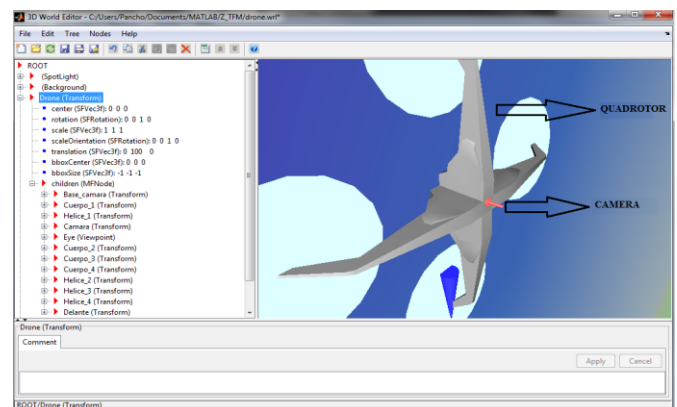 3D World Editor - C:/Users/Pancho/Documents/MATLAB/Z_TFM/drone.wrl*
File Edit Tree Nodes Help
ROOT
(SpotLight)
(Background)
Drone (Transform)
center (SFVec3f): 0 0 0
rotation (SFRotation): 0 0 1 0
scale (SFVec3f): 1 1 1
scaleOrientation (SFRotation): 0 0 1 0
translation (SFVec3f): 0 100 0
bboxCenter (SFVec3f): 0 0 0
bboxSize (SFVec3f): -1 -1 -1
children (MFNode)
Base_camara (Transform)
Cuerpo_1 (Transform)
Helice_1 (Transform)
Camara (Transform)
Eye (Viewpoint)
Cuerpo_2 (Transform)
Cuerpo_3 (Transform)
Cuerpo_4 (Transform)
Helice_2 (Transform)
Helice_3 (Transform)
Helice_4 (Transform)
Delante (Transform)
QUADROTOR
CAMERA
Drone (Transform)
Comment
Apply Cancel
ROOT/Drone (Transform)